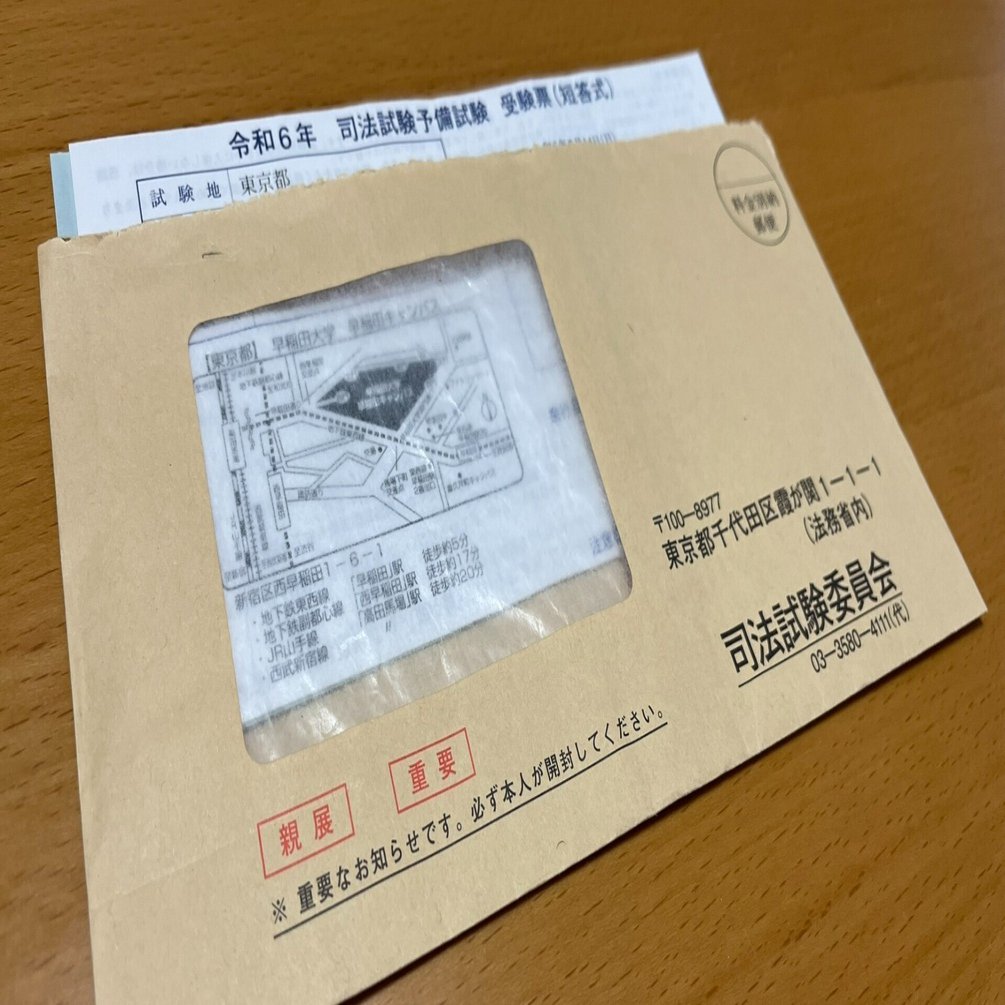 令和6年 司法試験予備試験 受験票(短答式)
試験地 東京都
料金別納
郵便
【東京都】 早稲田大学 早稲田キャンパス
新宿区西早稲田1-6-1
・地下鉄東西線 「早稲田」駅 徒歩約5分
・地下鉄副都心線 「西早稲田」駅 徒歩約17分
・JR山手線 「高田馬場」駅 徒歩約20分
・西武新宿線 〃
〒100-8977
東京都千代田区霞が関1-1-1
(法務省内)
司法試験委員会
03-3580-4111(代)
親展 重要
※ 重要なお知らせです。必ず本人が開封してください。